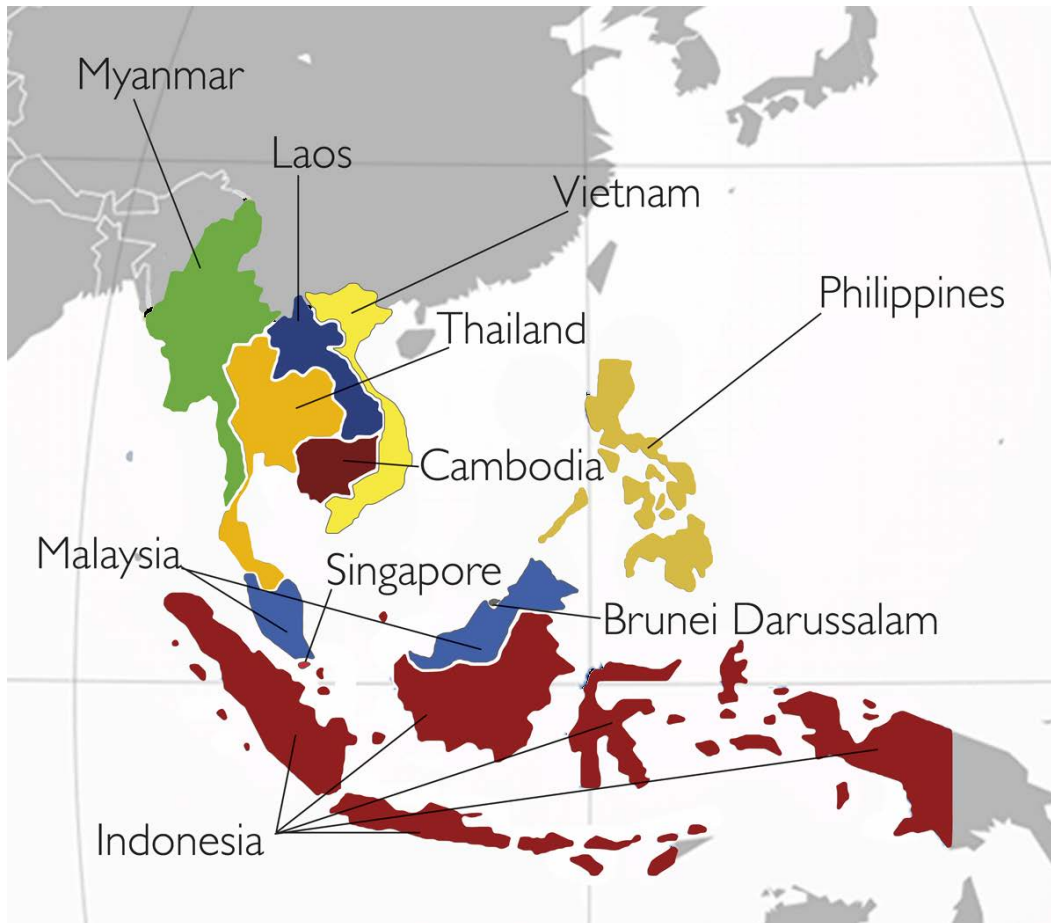 Myanmar
Laos
Vietnam
Philippines
Thailand
Cambodia
Malaysia
Singapore
Brunei Darussalam
Indonesia